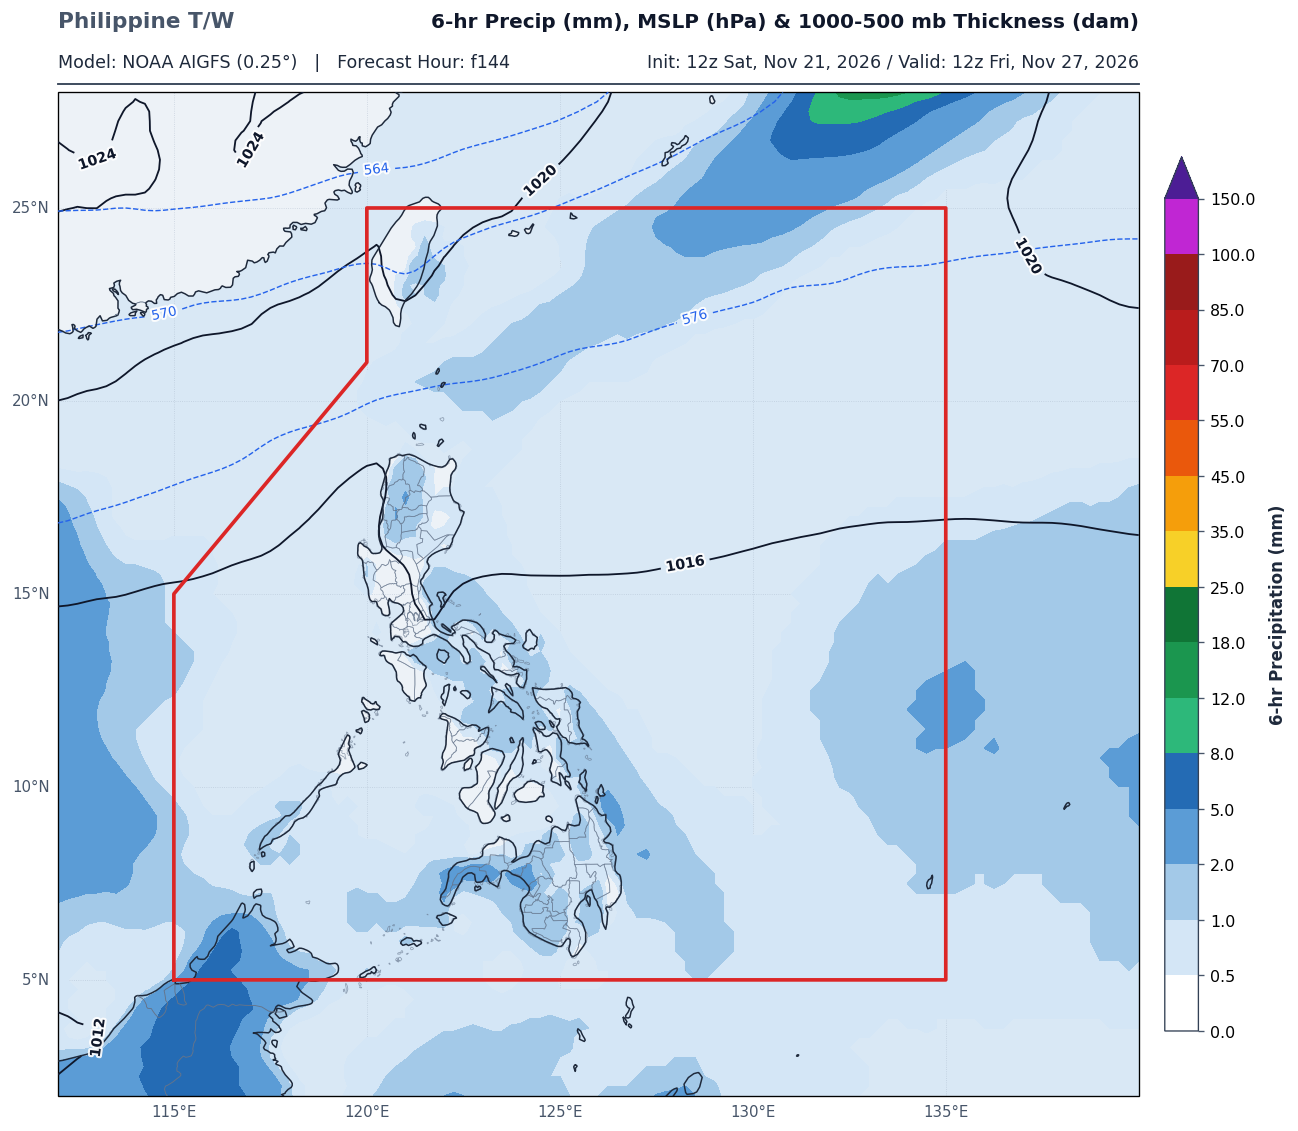 Philippine T/W
6-hr Precip (mm), MSLP (hPa) & 1000-500 mb Thickness (dam)
Model: NOAA AIGFS (0.25°)   |   Forecast Hour: f144
Init: 12z Sat, Nov 21, 2026 / Valid: 12z Fri, Nov 27, 2026
1024
1024
564
1020
25°N
1020
570
576
20°N
1016
15°N
10°N
5°N
1012
115°E
120°E
125°E
130°E
135°E
150.0
100.0
85.0
70.0
55.0
45.0
35.0
25.0
18.0
12.0
8.0
5.0
2.0
1.0
0.5
0.0
6-hr Precipitation (mm)